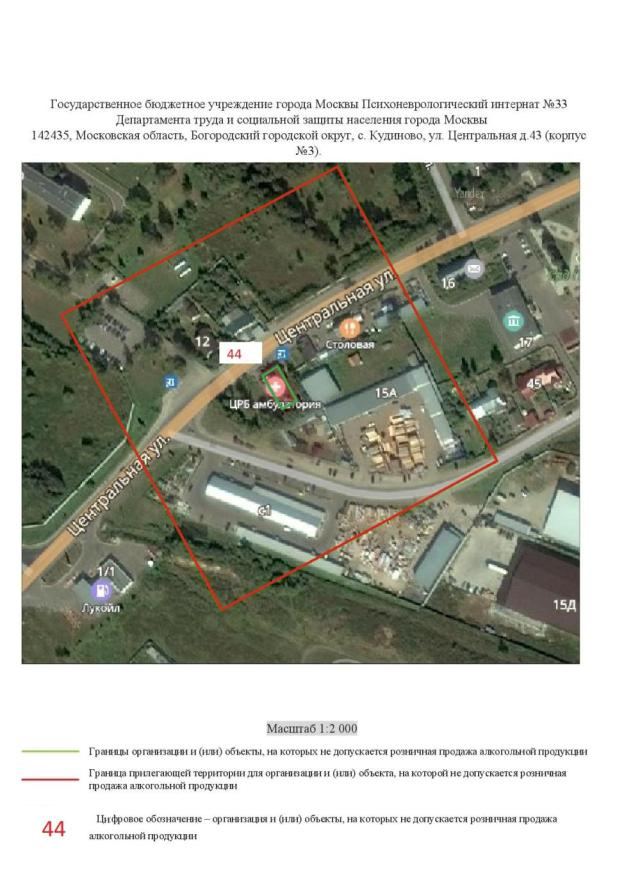 Государственное бюджетное учреждение города Москвы Психоневрологический интернат №33
Департамента труда и социальной защиты населения города Москвы
142435, Московская область, Богородский городской округ, с. Кудиново, ул. Центральная д.43 (корпус
№3).
1
Yandex
16
Центральная ул.
17
12
44
Столовая
45
15А
ЦРБ амбулатория
Центральная ул.
с1
1/1
Лукойл
15Д
Масштаб 1:2 000
Границы организации и (или) объекты, на которых не допускается розничная продажа алкогольной продукции
Граница прилегающей территории для организации и (или) объекта, на которой не допускается розничная
продажа алкогольной продукции
44
Цифровое обозначение – организация и (или) объекты, на которых не допускается розничная продажа
алкогольной продукции